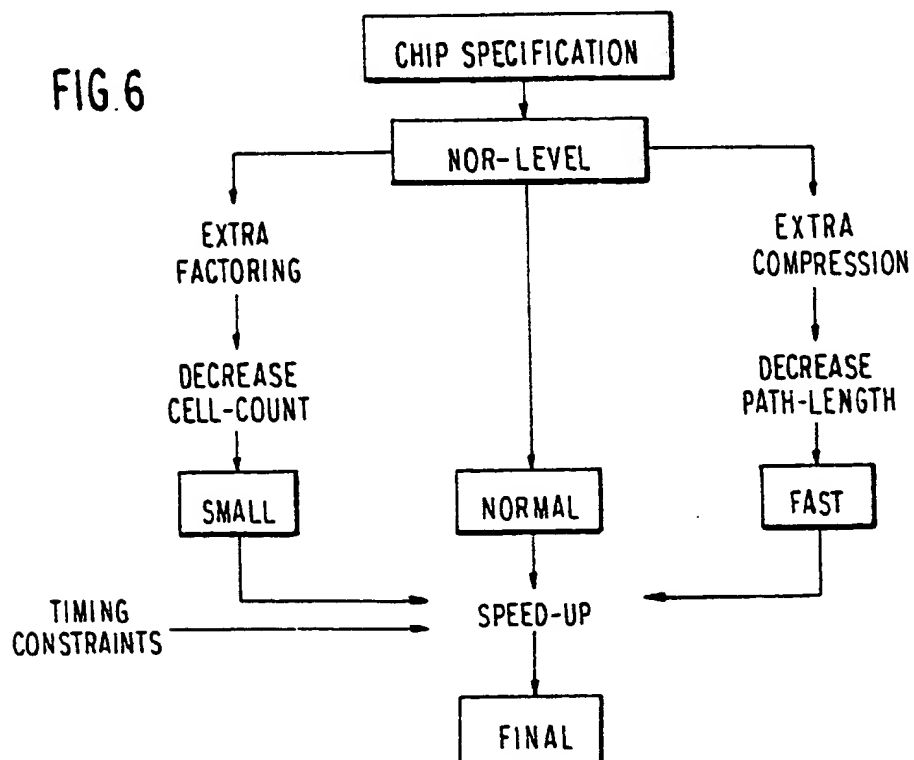 FIG. 6
CHIP SPECIFICATION
NOR-LEVEL
EXTRA
FACTORING
EXTRA
COMPRESSION
DECREASE
CELL-COUNT
DECREASE
PATH-LENGTH
SMALL
NORMAL
FAST
TIMING
CONSTRAINTS
SPEED-UP
FINAL